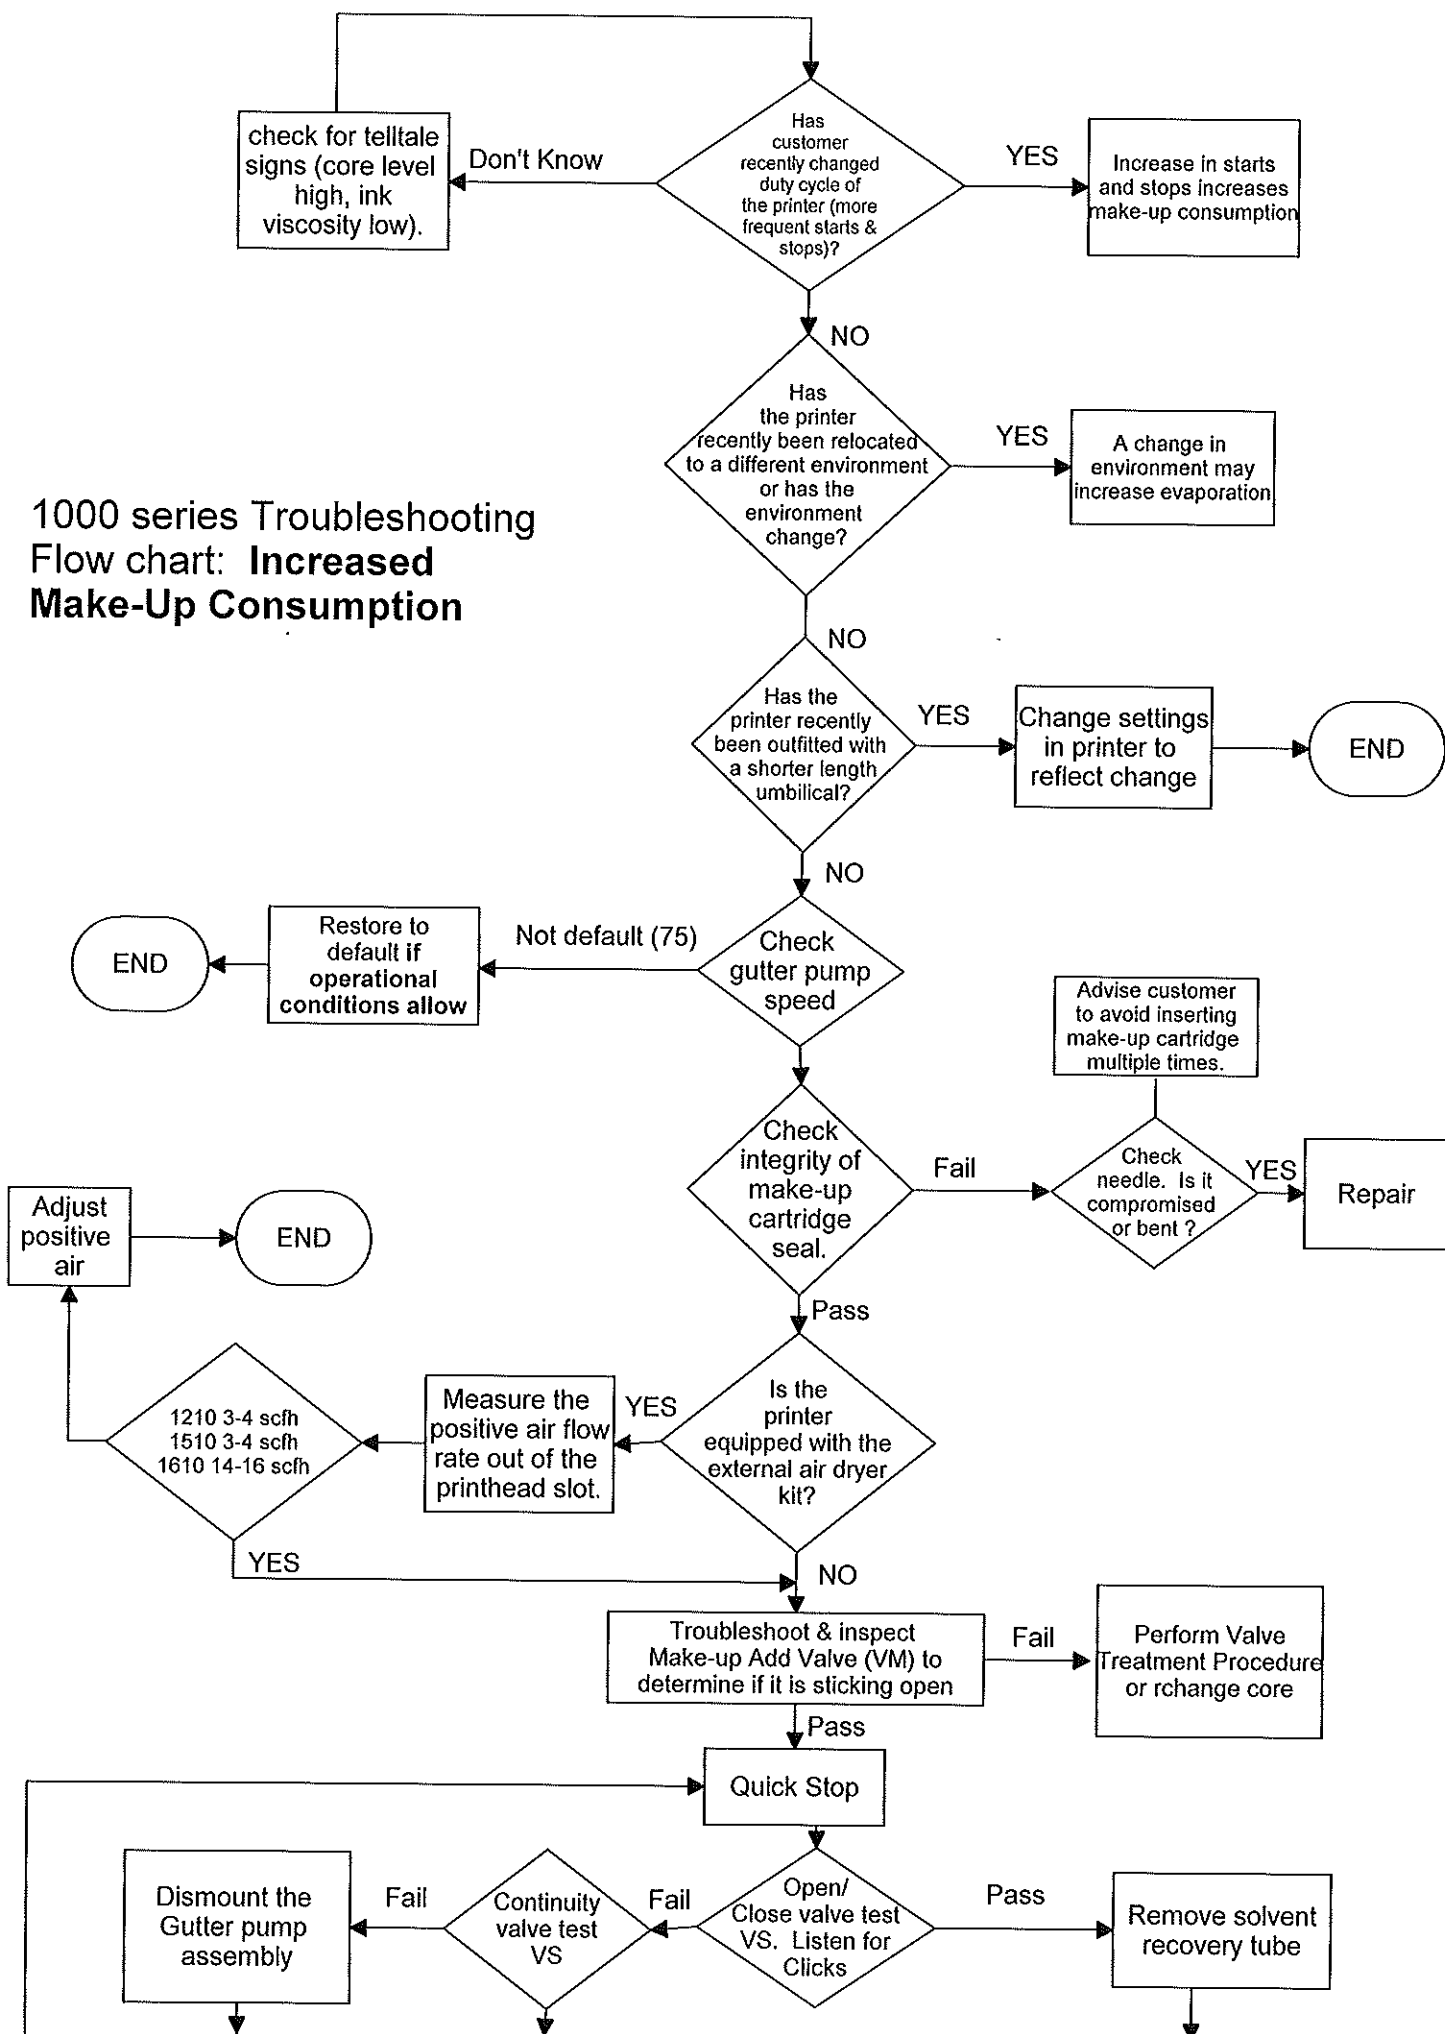 check for telltale
signs (core level
high, ink
viscosity low).
Don't Know
Has
customer
recently changed
duty cycle of
the printer (more
frequent starts &
stops)?
YES
Increase in starts
and stops increases
make-up consumption
NO
Has
the printer
recently been relocated
to a different environment
or has the
environment
change?
YES
A change in
environment may
increase evaporation
1000 series Troubleshooting
Flow chart: Increased
Make-Up Consumption
NO
Has the
printer recently
been outfitted with
a shorter length
umbilical?
YES
Change settings
in printer to
reflect change
END
NO
Check
gutter pump
speed
Not default (75)
Restore to
default if
operational
conditions allow
END
Check
integrity of
make-up
cartridge
seal.
Fail
Advise customer
to avoid inserting
make-up cartridge
multiple times.
Check
needle. Is it
compromised
or bent ?
YES
Repair
Pass
Is the
printer
equipped with the
external air dryer
kit?
YES
Measure the
positive air flow
rate out of the
printhead slot.
1210 3-4 scfh
1510 3-4 scfh
1610 14-16 scfh
Adjust
positive
air
END
YES
NO
Troubleshoot & inspect
Make-up Add Valve (VM) to
determine if it is sticking open
Fail
Perform Valve
Treatment Procedure
or rchange core
Pass
Quick Stop
Open/
Close valve test
VS. Listen for
Clicks
Fail
Continuity
valve test
VS
Fail
Dismount the
Gutter pump
assembly
Pass
Remove solvent
recovery tube